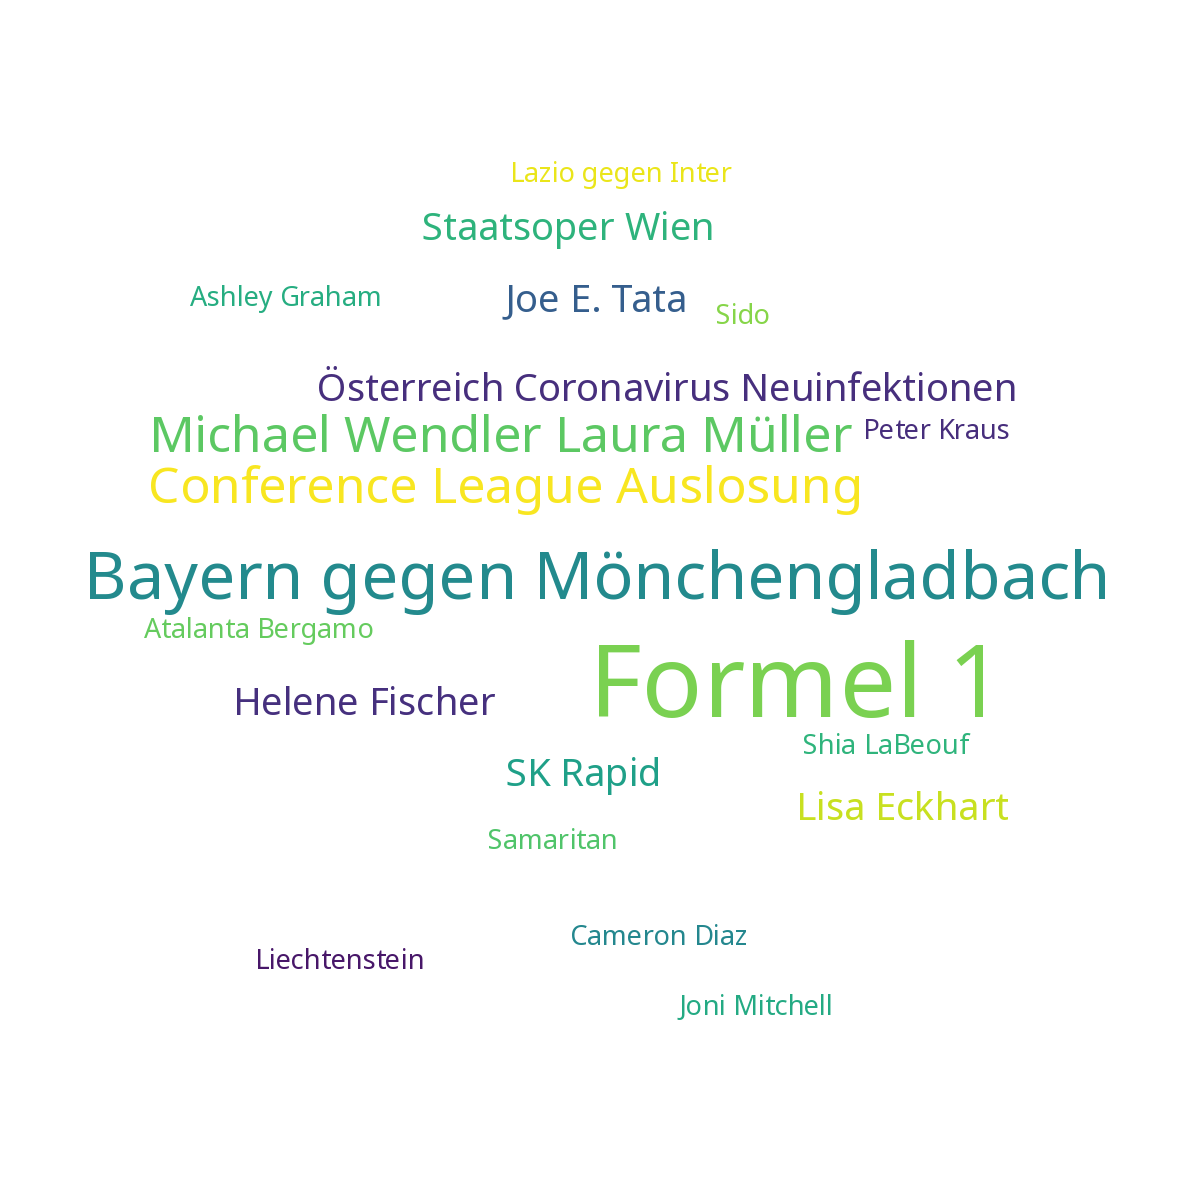 Lazio gegen Inter
Staatsoper Wien
Ashley Graham
Joe E. Tata
Sido
Österreich Coronavirus Neuinfektionen
Michael Wendler Laura Müller
Peter Kraus
Conference League Auslosung
Bayern gegen Mönchengladbach
Atalanta Bergamo
Formel 1
Helene Fischer
Shia LaBeouf
SK Rapid
Lisa Eckhart
Samaritan
Cameron Diaz
Liechtenstein
Joni Mitchell